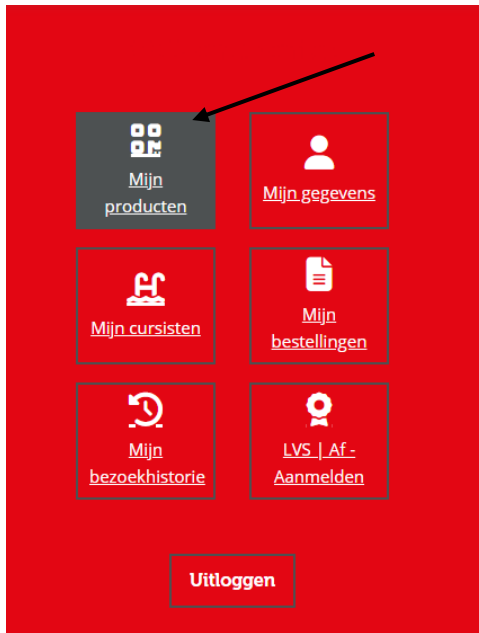 Mijn
producten
Mijn gegevens
Mijn cursisten
Mijn
bestellingen
Mijn
bezoekhistorie
LVS | Af -
Aanmelden
Uitloggen